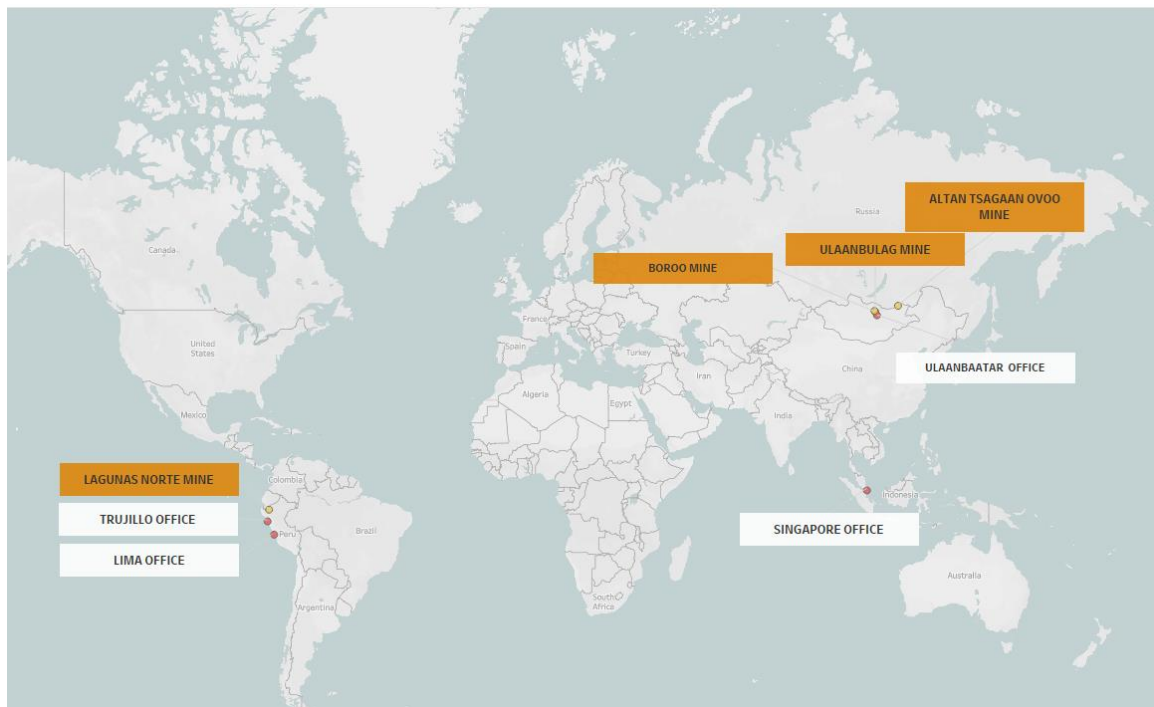 ALTAN TSAGAAN OVOO
MINE
Russia
ULAANBULAG MINE
BOROO MINE
Canada
France
United
States
Spain
Turkey
Iran
China
ULAANBAATAR OFFICE
Algeria
Egypt
India
Mexico
LAGUNAS NORTE MINE
Colombia
Indonesia
TRUJILLO OFFICE
SINGAPORE OFFICE
Peru
Brazil
LIMA OFFICE
Australia
South
Africa
Argentina